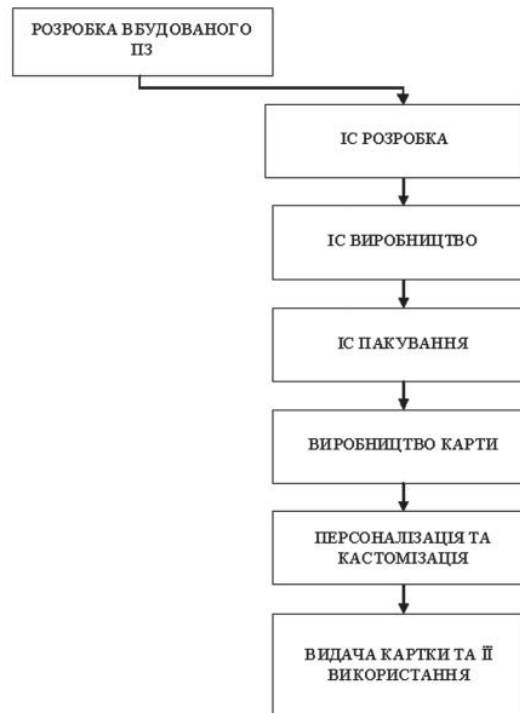 РОЗРОБКА ВБУДОВАНОГО
ПЗ
ІС РОЗРОБКА
ІС ВИРОБНИЦТВО
ІС ПАКУВАННЯ
ВИРОБНИЦТВО КАРТИ
ПЕРСОНАЛІЗАЦІЯ ТА
КАСТОМІЗАЦІЯ
ВИДАЧА КАРТКИ ТА ЇЇ
ВИКОРИСТАННЯ